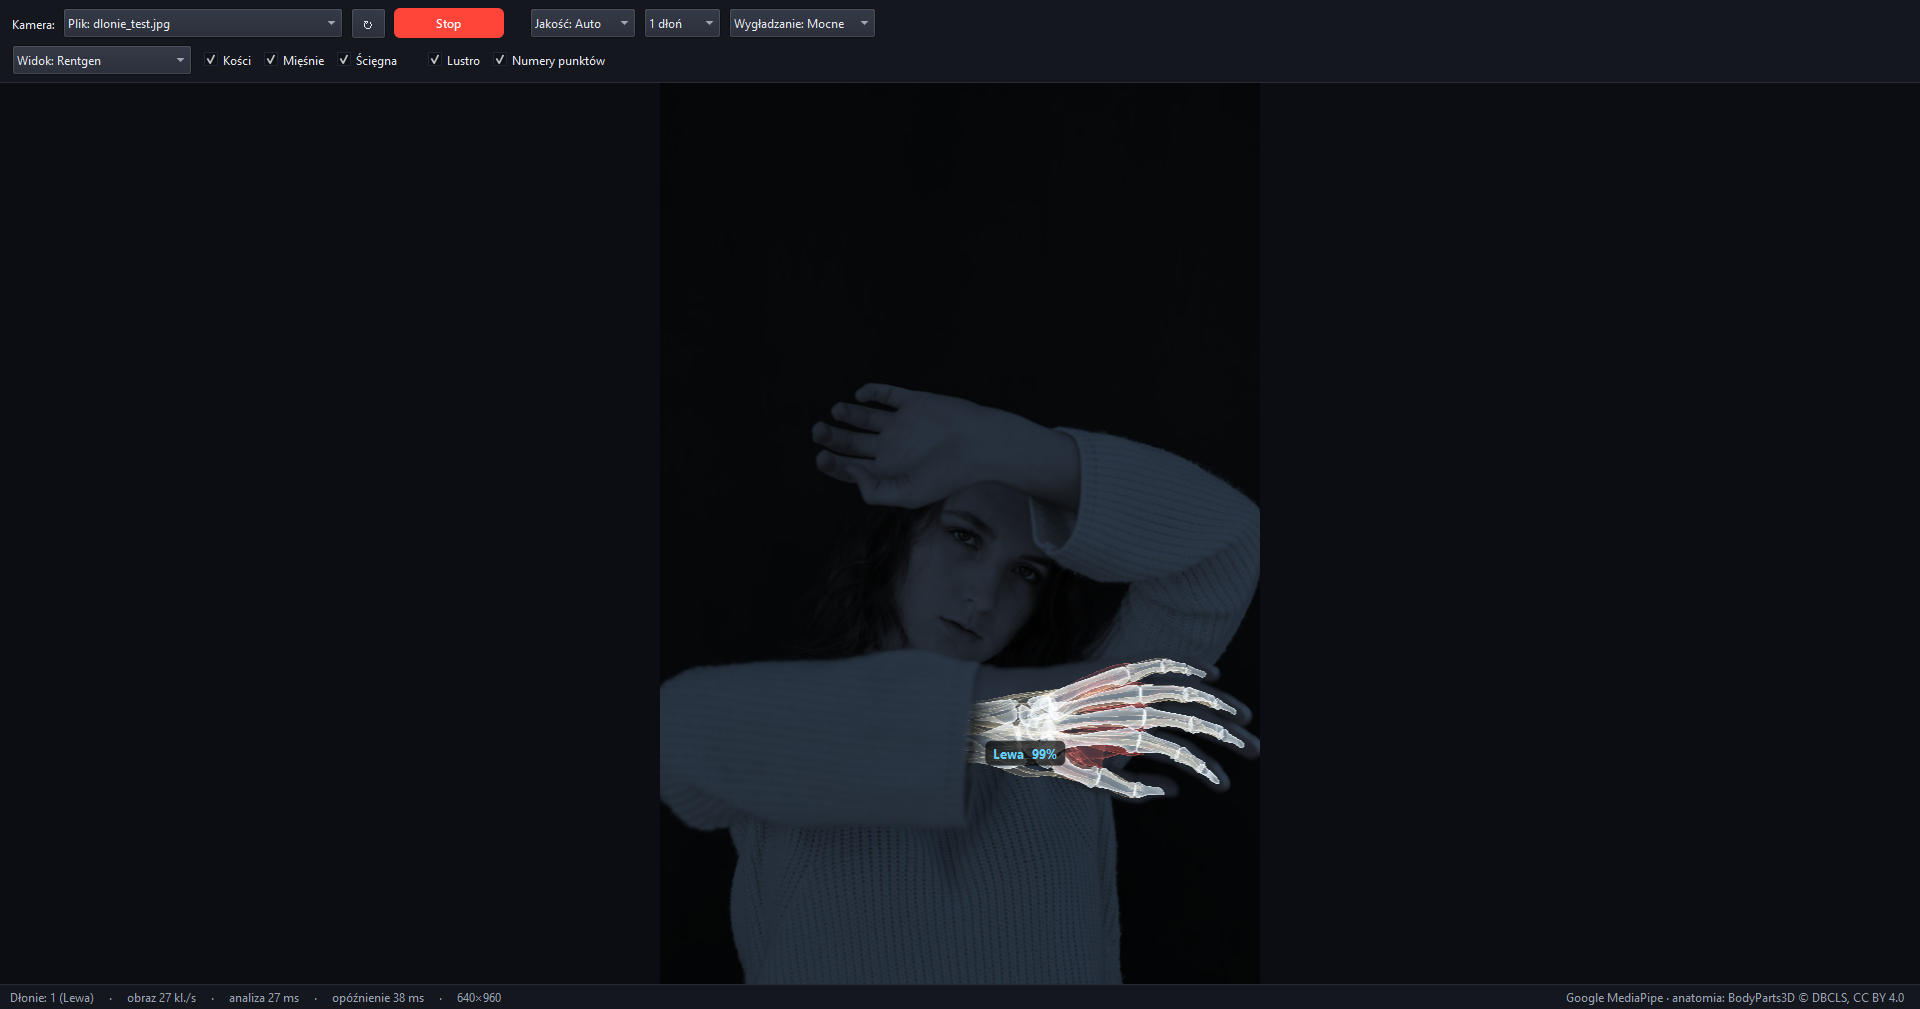 Kamera: Plik: dlonie_test.jpg ↻ Stop Jakość: Auto 1 dłoń Wygładzanie: Mocne
Widok: Rentgen Kości Mięśnie Ścięgna Lustro Numery punktów
Lewa 99%
Dłonie: 1 (Lewa) · obraz 27 kl./s · analiza 27 ms · opóźnienie 38 ms · 640×960 Google MediaPipe · anatomia: BodyParts3D © DBCLS, CC BY 4.0